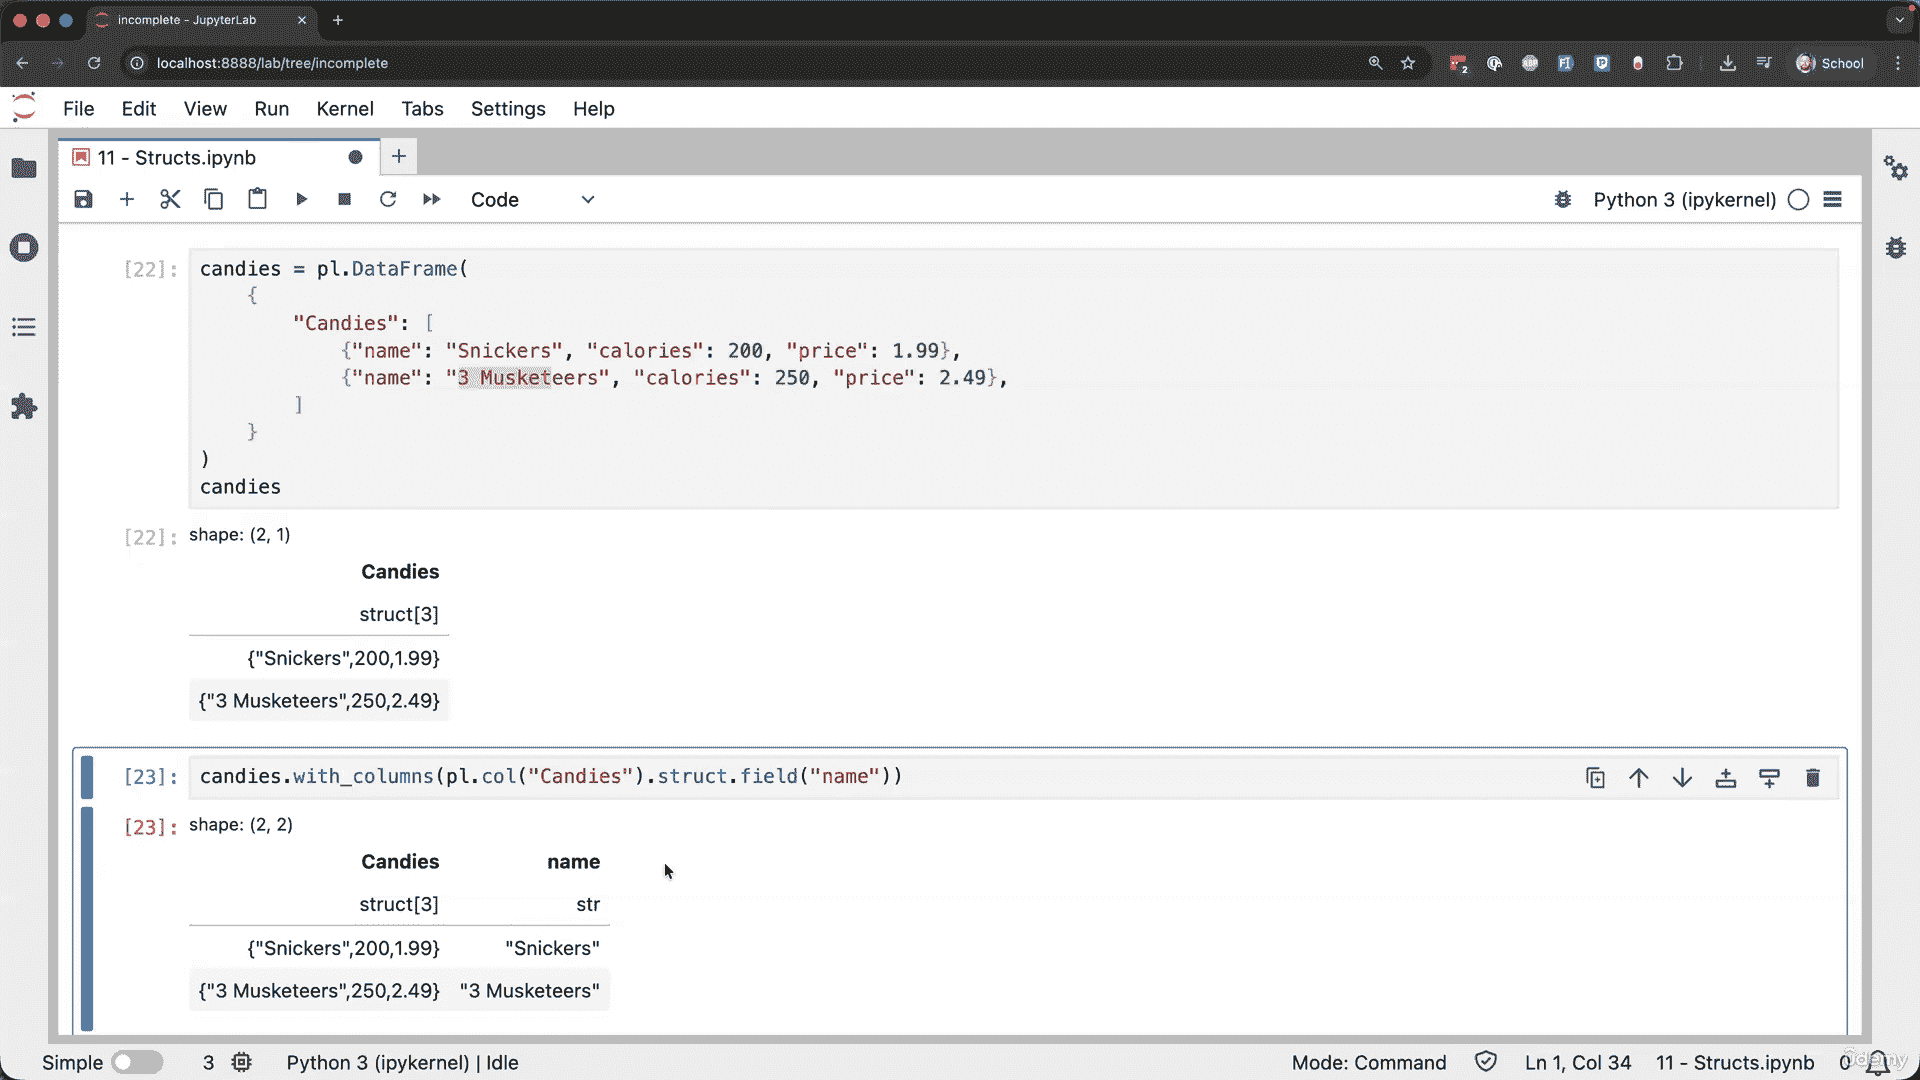 incomplete - JupyterLab
localhost:8888/lab/tree/incomplete
2
School
File Edit View Run Kernel Tabs Settings Help
11 - Structs.ipynb
Code
Python 3 (ipykernel)
[22]: candies = pl.DataFrame(
{
"Candies": [
{"name": "Snickers", "calories": 200, "price": 1.99},
{"name": "3 Musketeers", "calories": 250, "price": 2.49},
]
}
)
candies
[22]: shape: (2, 1)
Candies
struct[3]
{"Snickers",200,1.99}
{"3 Musketeers",250,2.49}
[23]: candies.with_columns(pl.col("Candies").struct.field("name"))
[23]: shape: (2, 2)
Candies name
struct[3] str
{"Snickers",200,1.99} "Snickers"
{"3 Musketeers",250,2.49} "3 Musketeers"
Simple 3 Python 3 (ipykernel) | Idle Mode: Command Ln 1, Col 34 11 - Structs.ipynb 0